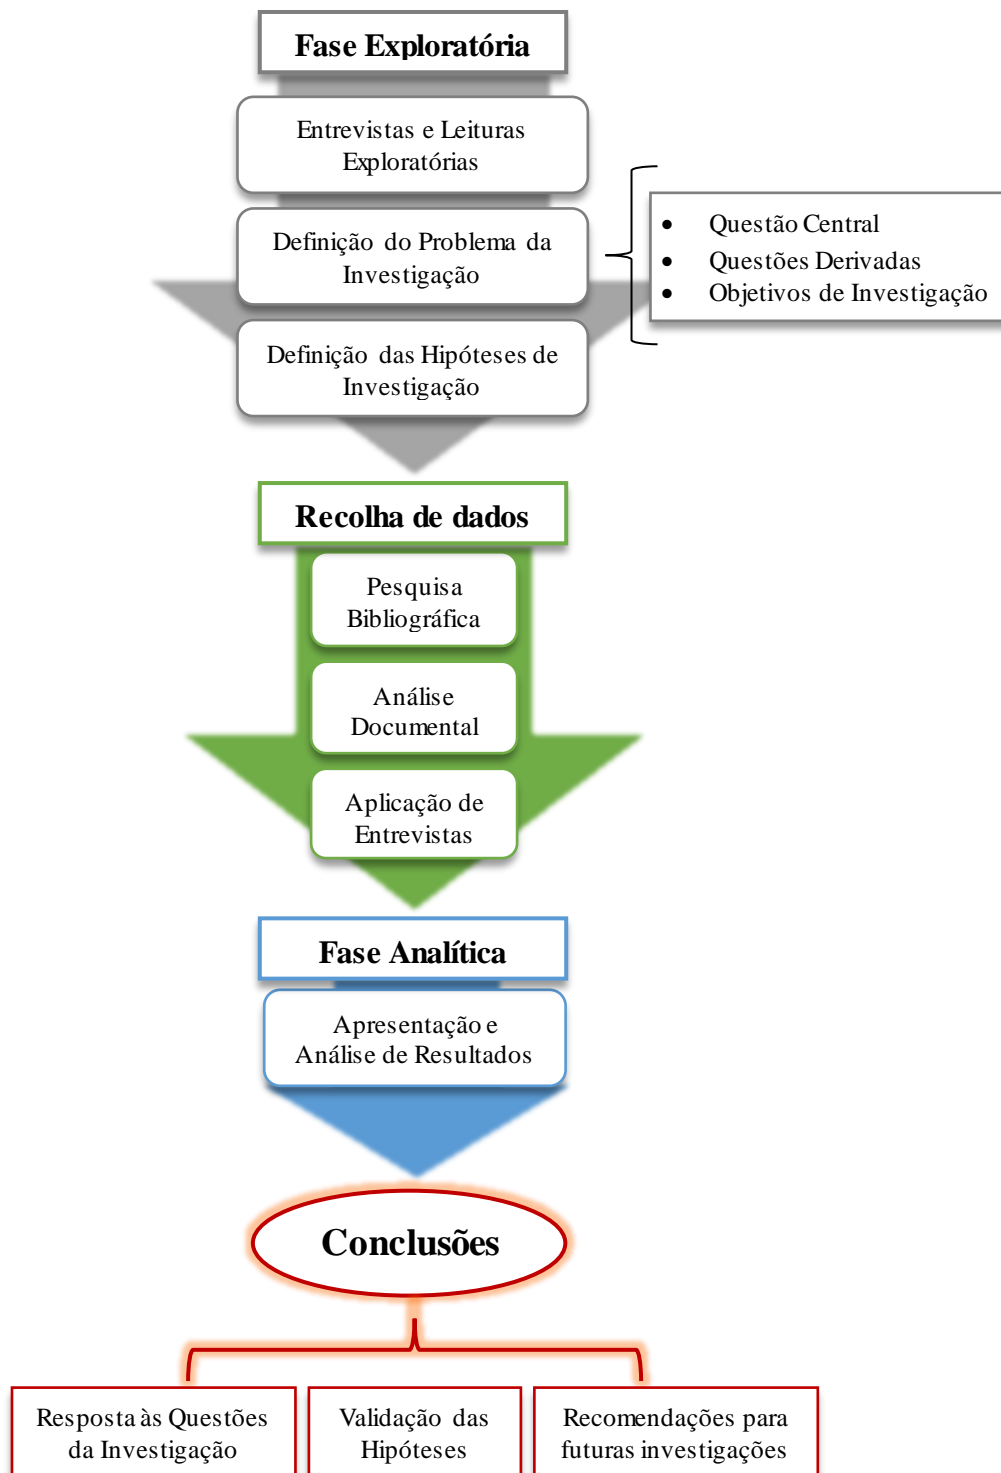 Fase Exploratória
Entrevistas e Leituras
Exploratórias
Definição do Problema da
Investigação
• Questão Central
• Questões Derivadas
• Objetivos de Investigação
Definição das Hipóteses de
Investigação
Recolha de dados
Pesquisa
Bibliográfica
Análise
Documental
Aplicação de
Entrevistas
Fase Analítica
Apresentação e
Análise de Resultados
Conclusões
Resposta às Questões
da Investigação
Validação das
Hipóteses
Recomendações para
futuras investigações